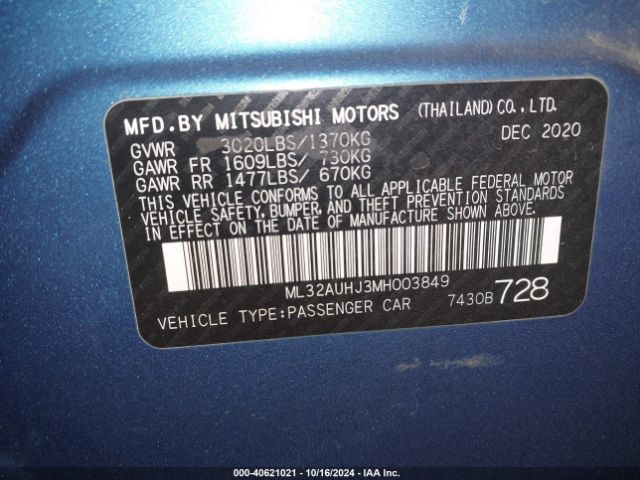 MFD.BY MITSUBISHI MOTORS (THAILAND)CO.,LTD.
GVWR 3020LBS/1370KG DEC 2020
GAWR FR 1609LBS/ 730KG
GAWR RR 1477LBS/ 670KG
THIS VEHICLE CONFORMS TO ALL APPLICABLE FEDERAL MOTOR
VEHICLE SAFETY, BUMPER, AND THEFT PREVENTION STANDARDS
IN EFFECT ON THE DATE OF MANUFACTURE SHOWN ABOVE.
ML32AUHJ3MH003849
VEHICLE TYPE:PASSENGER CAR 7430B 728
000-40621021 - 10/16/2024 - IAA Inc.